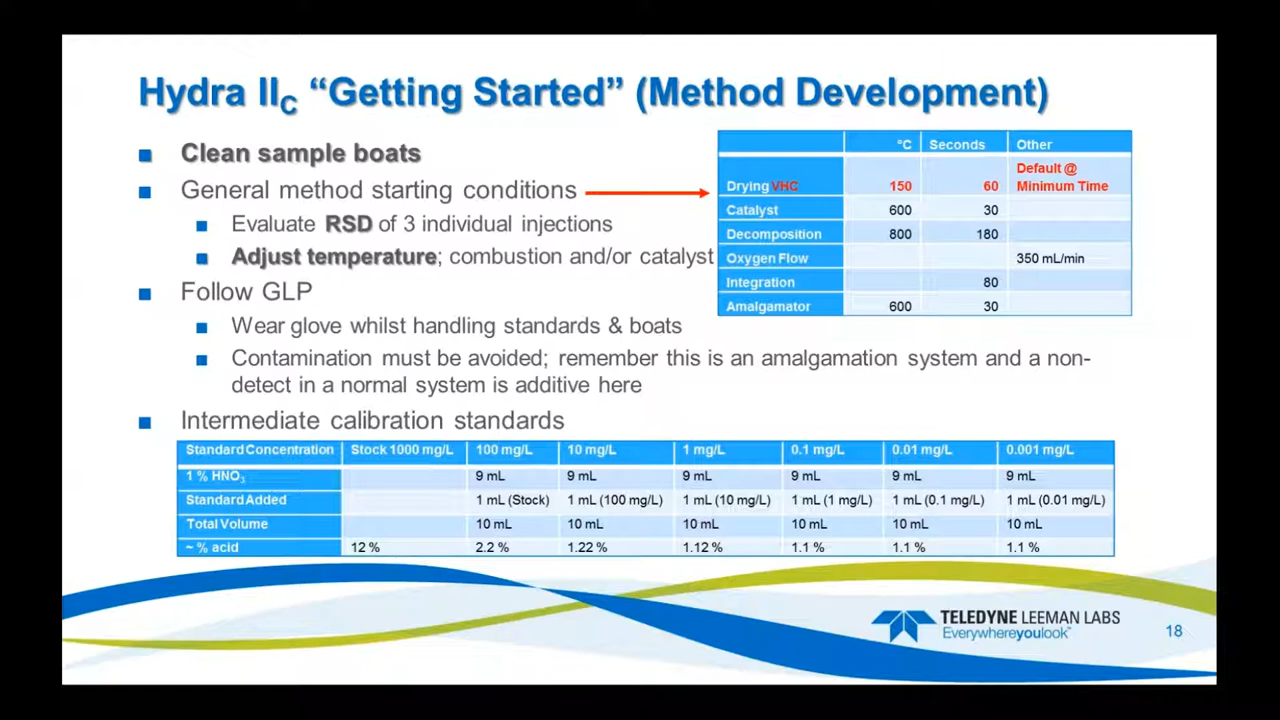 Hydra IIC “Getting Started” (Method Development)
Clean sample boats
General method starting conditions
Evaluate RSD of 3 individual injections
Adjust temperature; combustion and/or catalyst
°C Seconds Other
Drying VHC 150 60 Default @ Minimum Time
Catalyst 600 30
Decomposition 800 180
Oxygen Flow 350 mL/min
Integration 80
Amalgamator 600 30
Follow GLP
Wear glove whilst handling standards & boats
Contamination must be avoided; remember this is an amalgamation system and a non-
detect in a normal system is additive here
Intermediate calibration standards
Standard Concentration Stock 1000 mg/L 100 mg/L 10 mg/L 1 mg/L 0.1 mg/L 0.01 mg/L 0.001 mg/L
1 % HNO3 9 mL 9 mL 9 mL 9 mL 9 mL 9 mL
Standard Added 1 mL (Stock) 1 mL (100 mg/L) 1 mL (10 mg/L) 1 mL (1 mg/L) 1 mL (0.1 mg/L) 1 mL (0.01 mg/L)
Total Volume 10 mL 10 mL 10 mL 10 mL 10 mL 10 mL
~ % acid 12 % 2.2 % 1.22 % 1.12 % 1.1 % 1.1 % 1.1 %
TELEDYNE LEEMAN LABS
Everywhereyoulook™
18